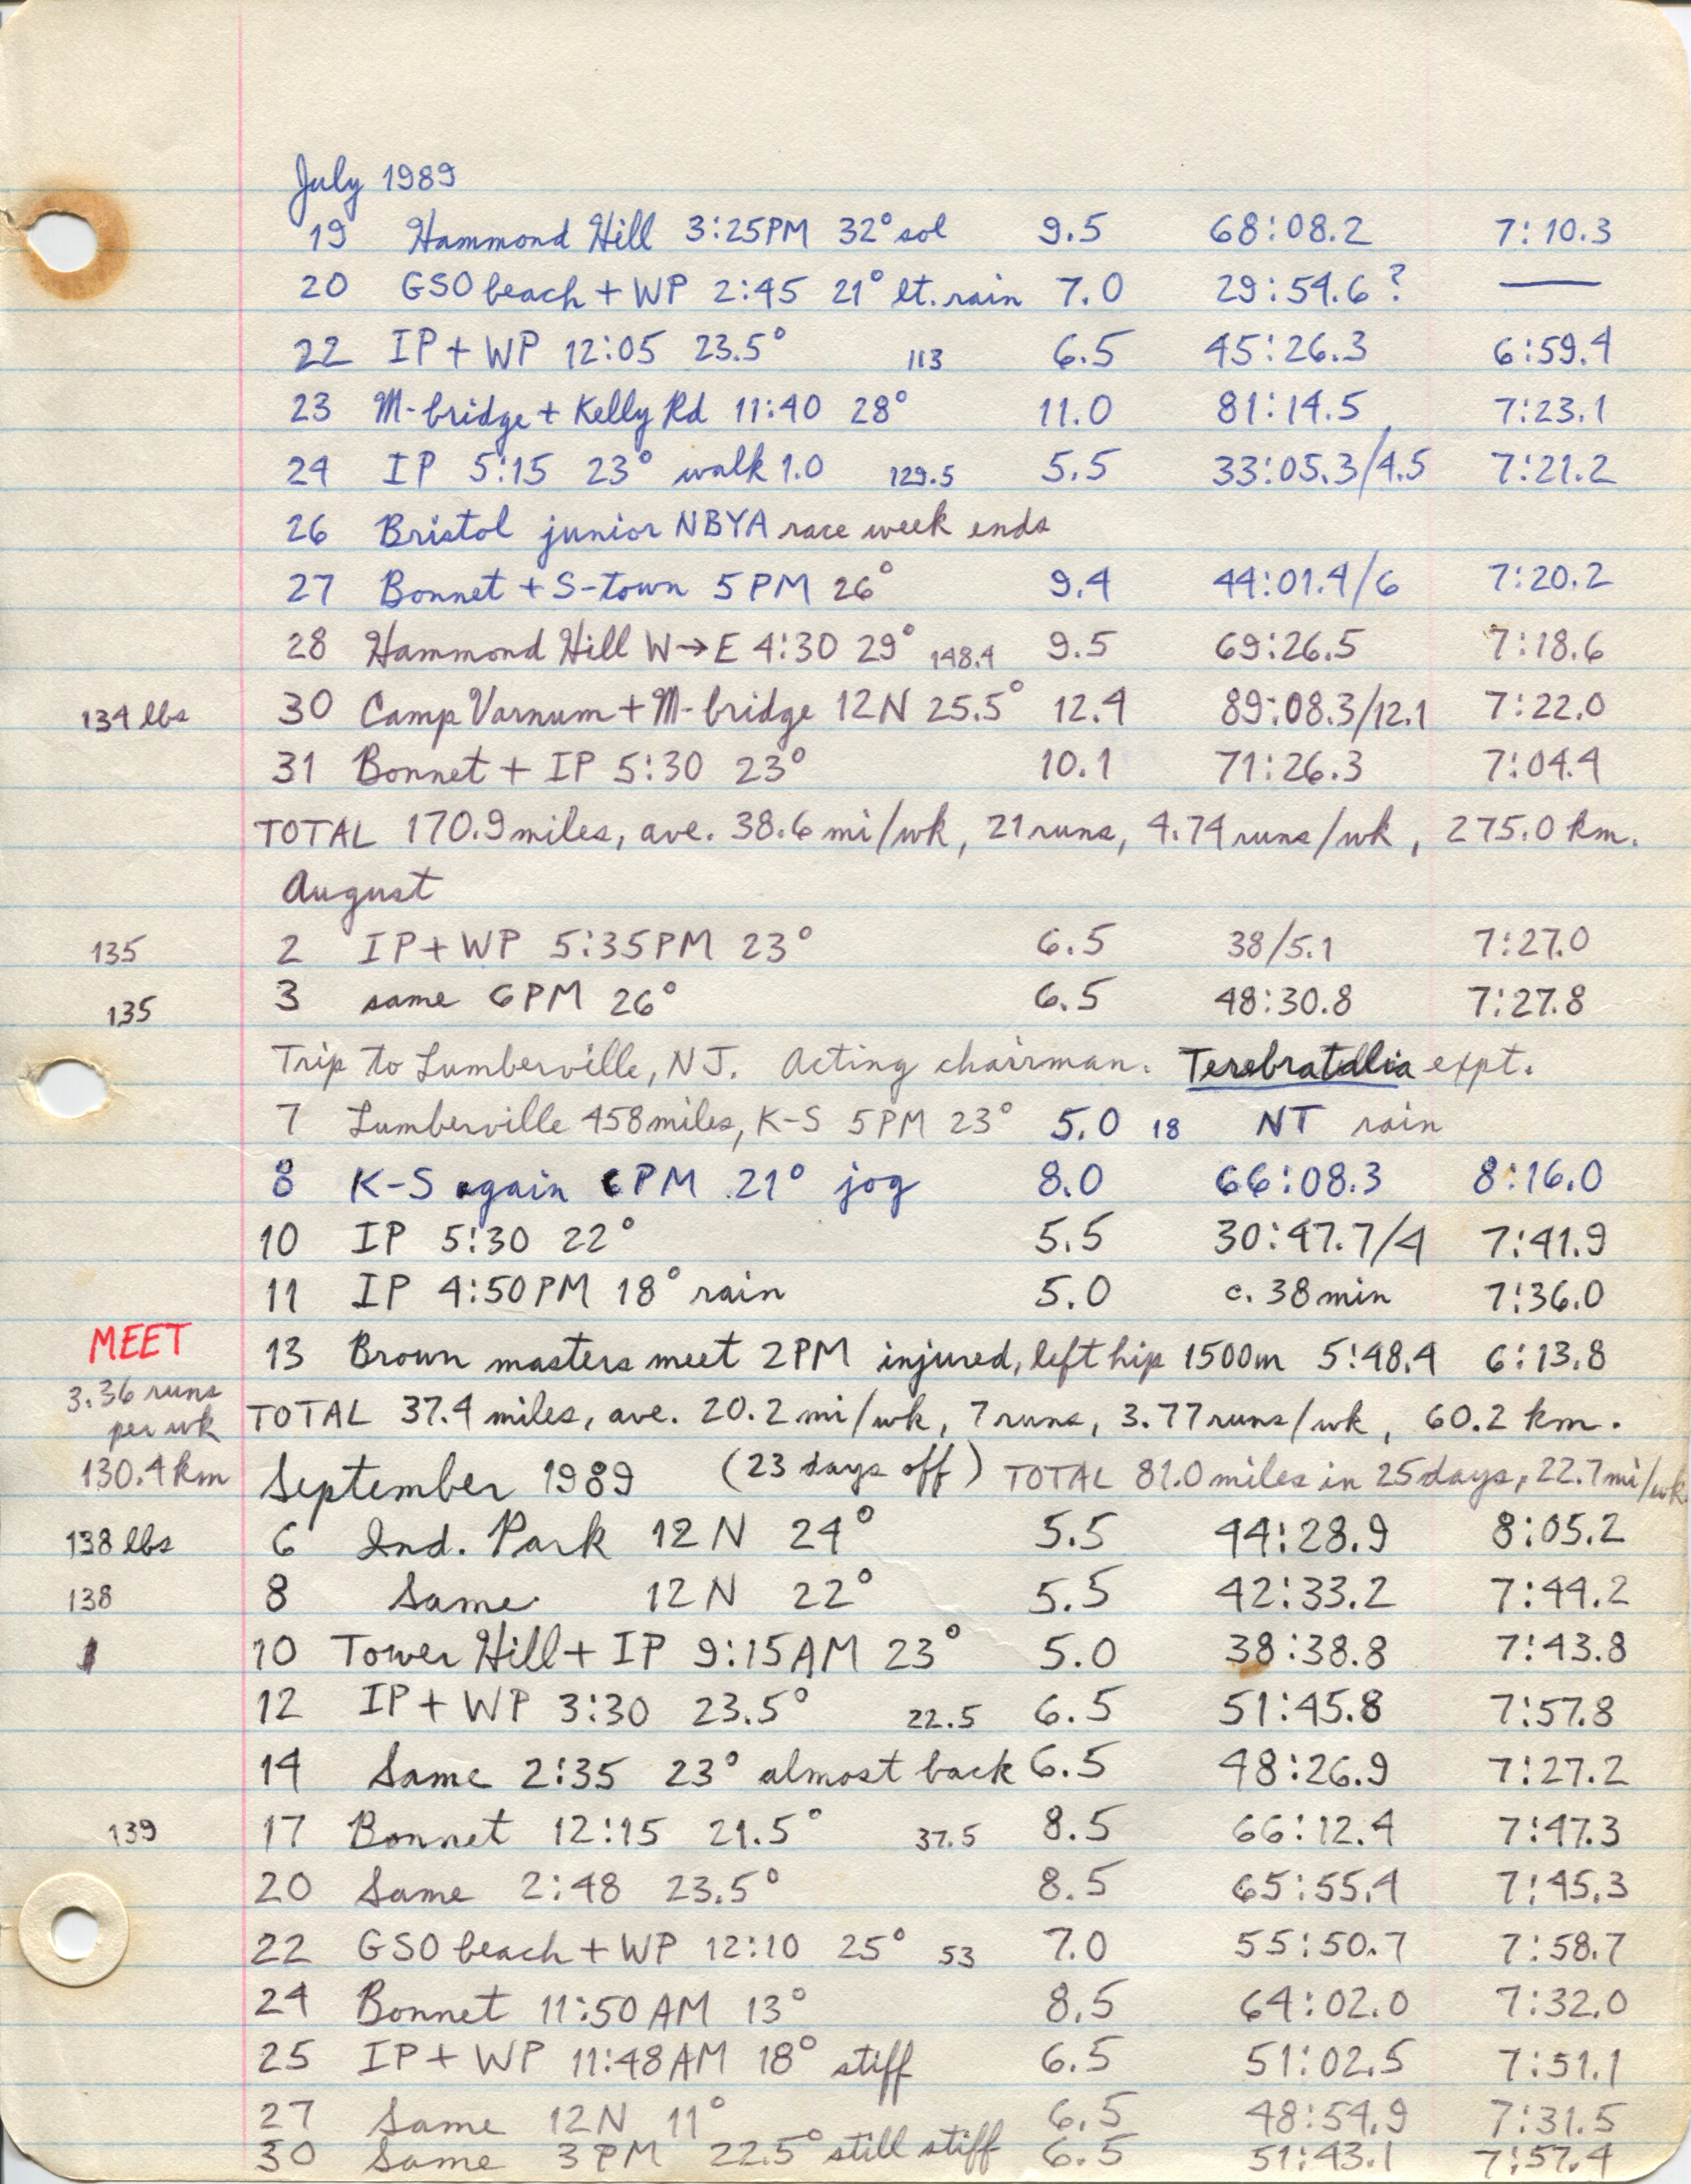 July 1989
19 Hammond Hill 3:25PM 32° sol 9.5 68:08.2 7:10.3
20 GSO beach + WP 2:45 21° lt. rain 7.0 29:54.6? —
22 IP + WP 12:05 23.5° 113 6.5 45:26.3 6:59.4
23 M-bridge + Kelly Rd 11:40 28° 11.0 81:14.5 7:23.1
24 IP 5:15 23° walk 1.0 129.5 5.5 33:05.3/4.5 7:21.2
26 Bristol junior NBYA race week ends
27 Bonnet + S-town 5PM 26° 9.4 44:01.4/6 7:20.2
28 Hammond Hill W→E 4:30 29° 148.4 9.5 69:26.5 7:18.6
134 lbs 30 Camp Varnum + M-bridge 12N 25.5° 12.4 89:08.3/12.1 7:22.0
31 Bonnet + IP 5:30 23° 10.1 71:26.3 7:04.4
TOTAL 170.9 miles, ave. 38.6 mi/wk, 21 runs, 4.74 runs/wk, 275.0 km.
August
135 2 IP + WP 5:35PM 23° 6.5 38/5.1 7:27.0
135 3 same 6PM 26° 6.5 48:30.8 7:27.8
Trip to Lumberville, NJ. Acting chairman. Terebratalia expt.
7 Lumberville 458 miles, K-S 5PM 23° 5.0 18 NT rain
8 K-S again 6PM 21° jog 8.0 66:08.3 8:16.0
10 IP 5:30 22° 5.5 30:47.7/4 7:41.9
11 IP 4:50PM 18° rain 5.0 c. 38 min 7:36.0
MEET 13 Brown masters meet 2PM injured, left hip 1500m 5:48.4 6:13.8
3.36 runs per wk TOTAL 37.4 miles, ave. 20.2 mi/wk, 7 runs, 3.77 runs/wk, 60.2 km.
130.4 km September 1989 (23 days off) TOTAL 81.0 miles in 25 days, 22.7 mi/wk
138 lbs 6 Ind. Park 12N 24° 5.5 44:28.9 8:05.2
138 8 Same 12N 22° 5.5 42:33.2 7:44.2
10 Tower Hill + IP 9:15AM 23° 5.0 38:38.8 7:43.8
12 IP + WP 3:30 23.5° 22.5 6.5 51:45.8 7:57.8
14 Same 2:35 23° almost back 6.5 48:26.9 7:27.2
139 17 Bonnet 12:15 21.5° 37.5 8.5 66:12.4 7:47.3
20 Same 2:48 23.5° 8.5 65:55.4 7:45.3
22 GSO beach + WP 12:10 25° 53 7.0 55:50.7 7:58.7
24 Bonnet 11:50AM 13° 8.5 64:02.0 7:32.0
25 IP + WP 11:48AM 18° stiff 6.5 51:02.5 7:51.1
27 Same 12N 11° 6.5 48:54.9 7:31.5
30 Same 3PM 22.5° still stiff 6.5 51:43.1 7:57.4